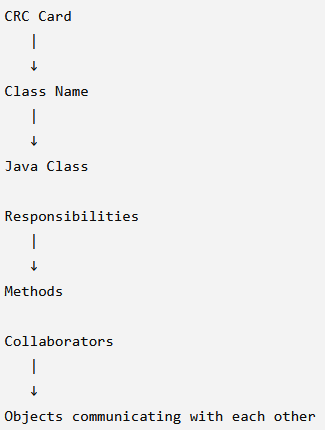 CRC Card
|
↓
Class Name
|
↓
Java Class
Responsibilities
|
↓
Methods
Collaborators
|
↓
Objects communicating with each other